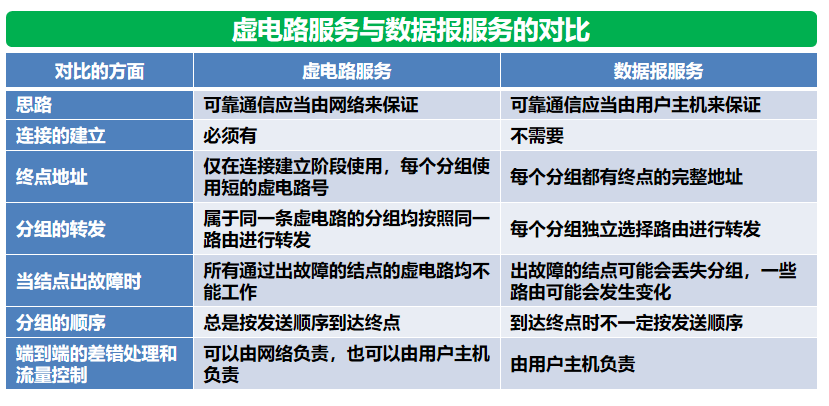 虚电路服务与数据报服务的对比
对比的方面 虚电路服务 数据报服务
思路 可靠通信应当由网络来保证 可靠通信应当由用户主机来保证
连接的建立 必须有 不需要
终点地址 仅在连接建立阶段使用，每个分组使
用短的虚电路号 每个分组都有终点的完整地址
分组的转发 属于同一条虚电路的分组均按照同一
路由进行转发 每个分组独立选择路由进行转发
当结点出故障时 所有通过出故障的结点的虚电路均不
能工作 出故障的结点可能会丢失分组，一些
路由可能会发生变化
分组的顺序 总是按发送顺序到达终点 到达终点时不一定按发送顺序
端到端的差错处理和
流量控制 可以由网络负责，也可以由用户主机
负责 由用户主机负责